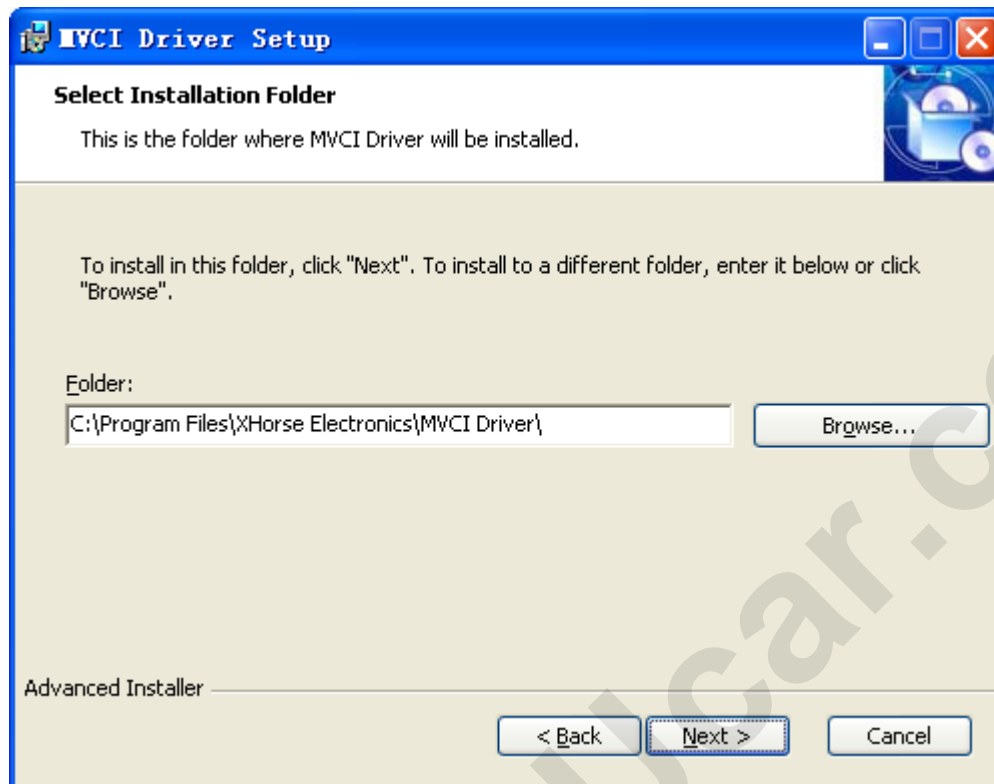 MVCI Driver Setup
Select Installation Folder
This is the folder where MVCI Driver will be installed.
To install in this folder, click "Next". To install to a different folder, enter it below or click
"Browse".
Folder:
C:\Program Files\XHorse Electronics\MVCI Driver\
Browse...
Advanced Installer
< Back
Next >
Cancel